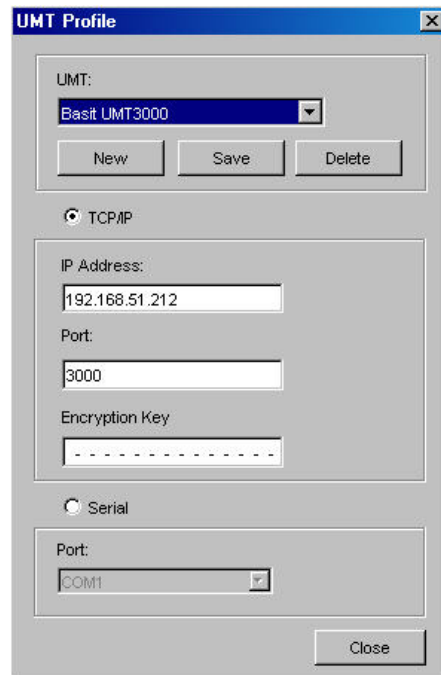 UMT Profile
UMT:
Basit UMT3000
New Save Delete
TCP/IP
IP Address:
192.168.51.212
Port:
3000
Encryption Key
- - - - - - - - - - - - - -
Serial
Port:
COM1
Close